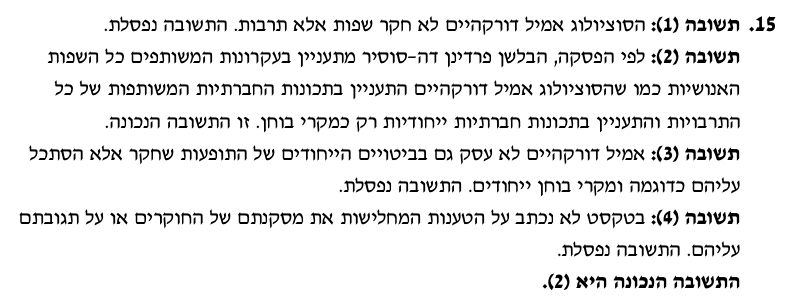 15. תשובה (1): הסוציולוג אמיל דורקהיים לא חקר שפות אלא תרבות. התשובה נפסלת.
תשובה (2): לפי הפסקה, הבלשן פרדינן דה-סוסיר מתעניין בעקרונות המשותפים כל השפות
האנושיות כמו שהסוציולוג אמיל דורקהיים התעניין בתכונות החברתיות המשותפות של כל
התרבויות והתעניין בתכונות חברתיות ייחודיות רק כמקרי בוחן. זו התשובה הנכונה.
תשובה (3): אמיל דורקהיים לא עסק גם בביטויים הייחודים של התופעות שחקר אלא הסתכל
עליהם כדוגמה ומקרי בוחן ייחודים. התשובה נפסלת.
תשובה (4): בטקסט לא נכתב על הטענות המחלישות את מסקנתם של החוקרים או על תגובתם
עליהם. התשובה נפסלת.
התשובה הנכונה היא (2).